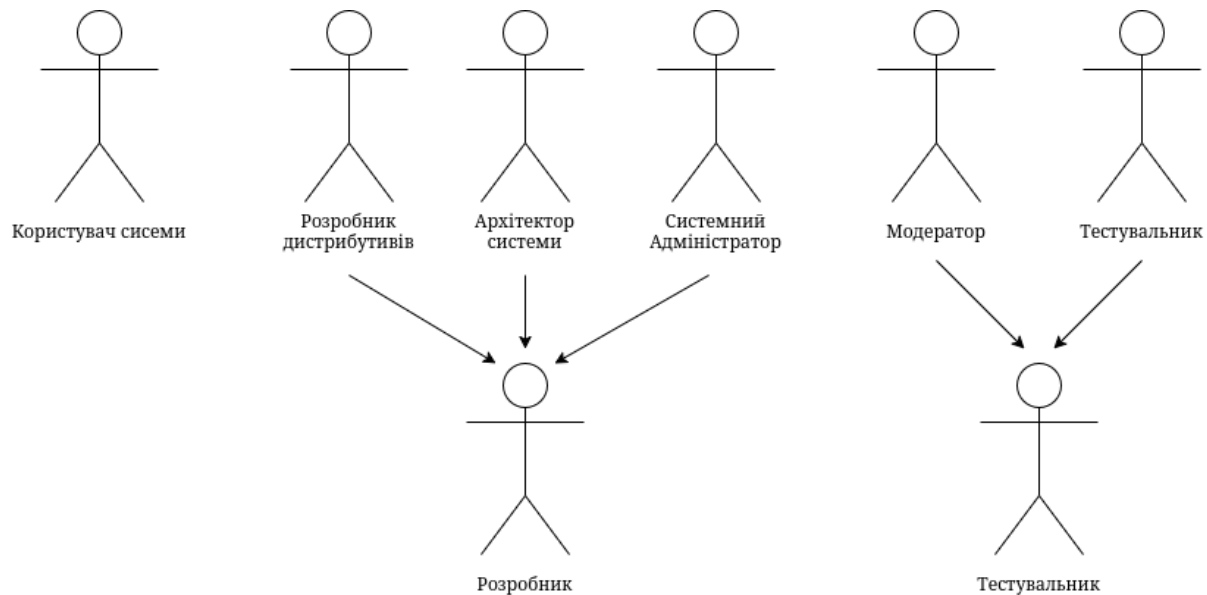 Користувач сисеми
Розробник
дистрибутивів
Архітектор
системи
Системний
Адміністратор
Модератор
Тестувальник
Розробник
Тестувальник